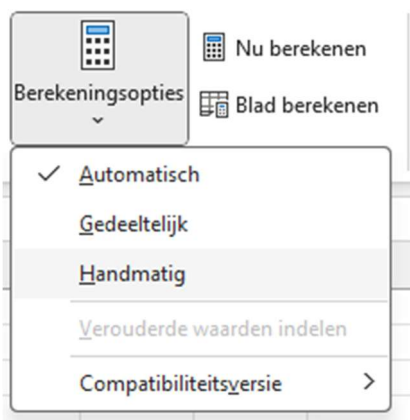 Berekeningsopties
Nu berekenen
Blad berekenen
Automatisch
Gedeeltelijk
Handmatig
Verouderde waarden indelen
Compatibiliteitsversie